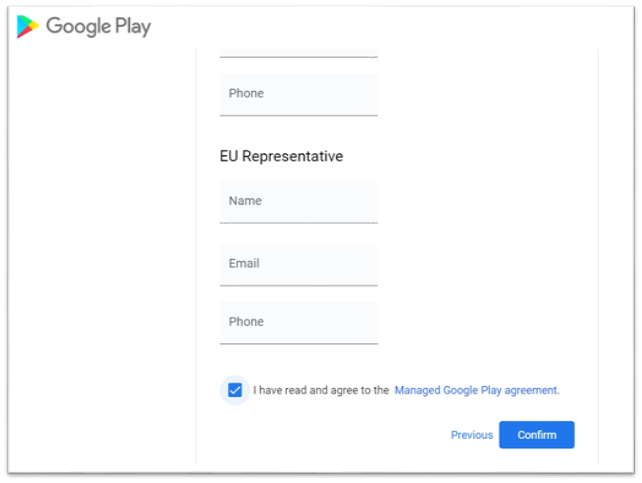 Google Play
Phone
EU Representative
Name
Email
Phone
I have read and agree to the Managed Google Play agreement.
Previous Confirm